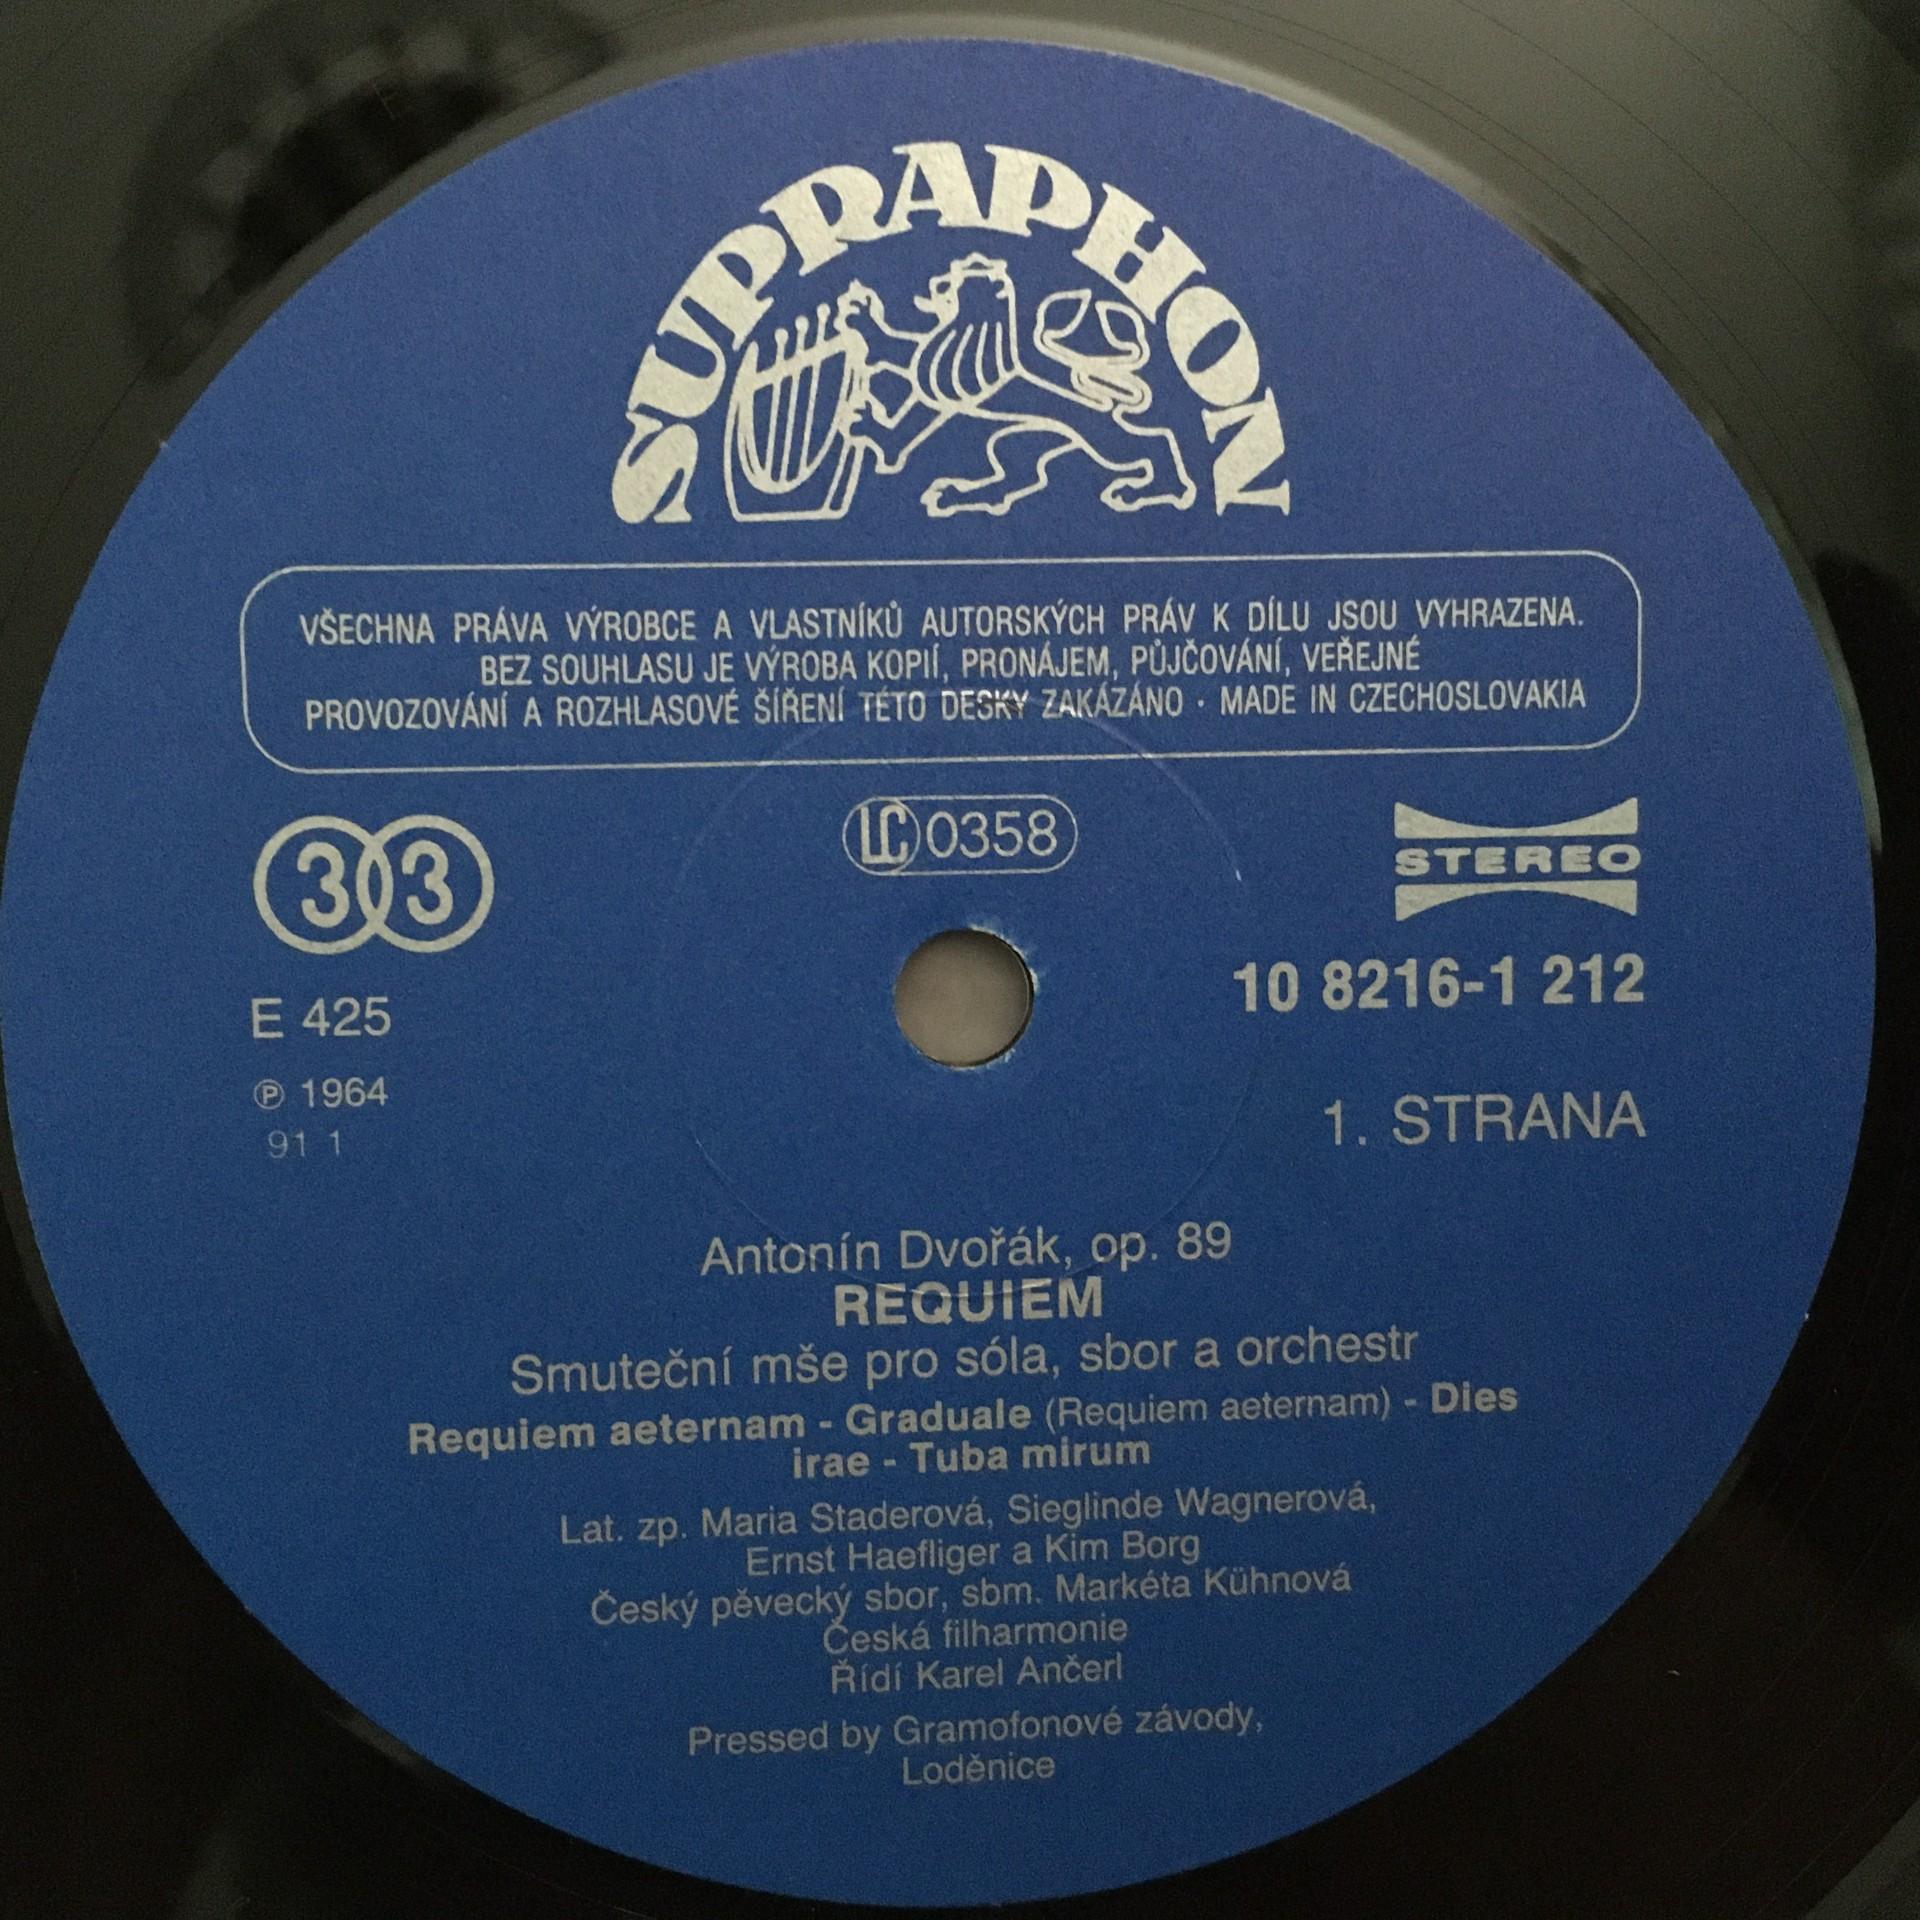 SUPRAPHON
VŠECHNA PRÁVA VÝROBCE A VLASTNÍKŮ AUTORSKÝCH PRÁV K DÍLU JSOU VYHRAZENA.
BEZ SOUHLASU JE VÝROBA KOPIÍ, PRONÁJEM, PŮJČOVÁNÍ, VEŘEJNÉ
PROVOZOVÁNÍ A ROZHLASOVÉ ŠÍŘENÍ TÉTO DESKY ZAKÁZÁNO · MADE IN CZECHOSLOVAKIA
33
LC 0358
STEREO
E 425
10 8216-1 212
℗ 1964
91 1
1. STRANA
Antonín Dvořák, op. 89
REQUIEM
Smuteční mše pro sóla, sbor a orchestr
Requiem aeternam - Graduale (Requiem aeternam) - Dies
irae - Tuba mirum
Lat. zp. Maria Staderová, Sieglinde Wagnerová,
Ernst Haefliger a Kim Borg
Český pěvecký sbor, sbm. Markéta Kühnová
Česká filharmonie
Řídí Karel Ančerl
Pressed by Gramofonové závody,
Loděnice